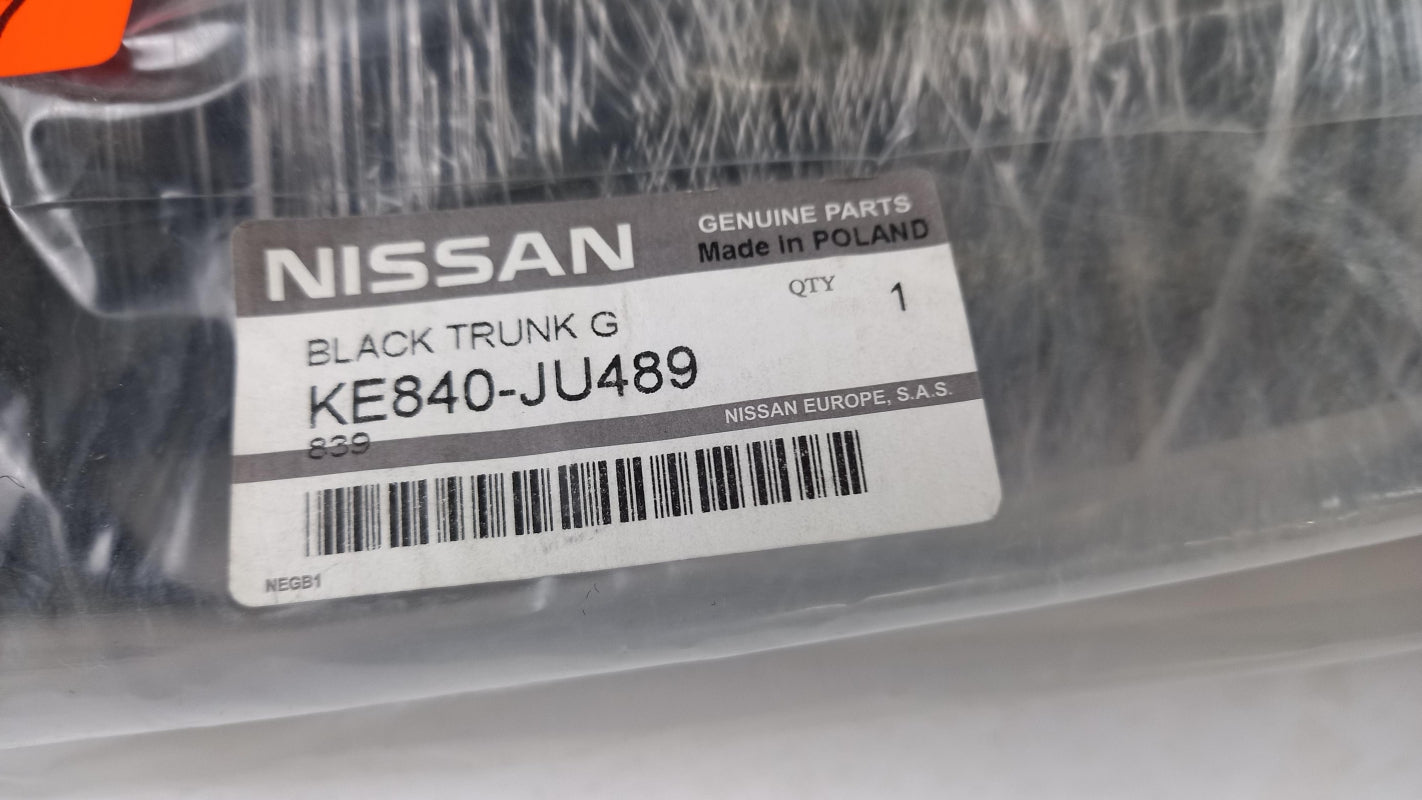 NISSAN
GENUINE PARTS
Made in POLAND
QTY 1
BLACK TRUNK G
KE840-JU489
839
NISSAN EUROPE, S.A.S.
NEGB1